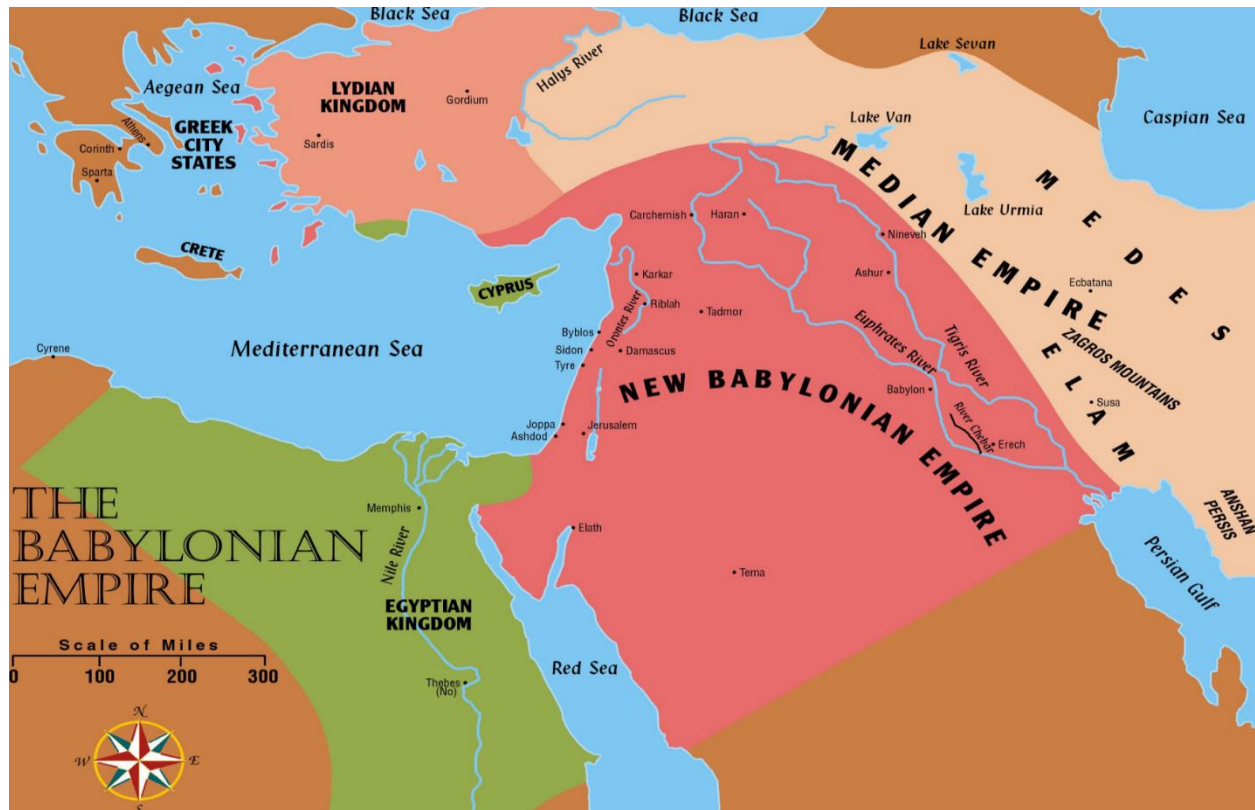 Black Sea
Black Sea
Lake Sevan
Halys River
Aegean Sea
LYDIAN
KINGDOM
Gordium
Caspian Sea
Lake Van
Athens
GREEK
CITY
STATES
Corinth
Sardis
Sparta
MEDIAN EMPIRE
MEDES
Lake Urmia
Carchemish
Haran
Nineveh
CRETE
Karkar
Ashur
Ecbatana
CYPRUS
Riblah
Orontes River
Tadmor
Euphrates River
Tigris River
ZAGROS MOUNTAINS
ELAM
Byblos
Cyrene
Mediterranean Sea
Sidon
Damascus
Tyre
NEW BABYLONIAN EMPIRE
Babylon
Susa
River Chebar
Joppa
Jerusalem
Ashdod
Erech
THE
BABYLONIAN
EMPIRE
Memphis
Nile River
Elath
ANSHAN
PERSIS
Persian Gulf
Tema
EGYPTIAN
KINGDOM
Scale of Miles
0 100 200 300
Red Sea
Thebes
(No)
N
W E
S